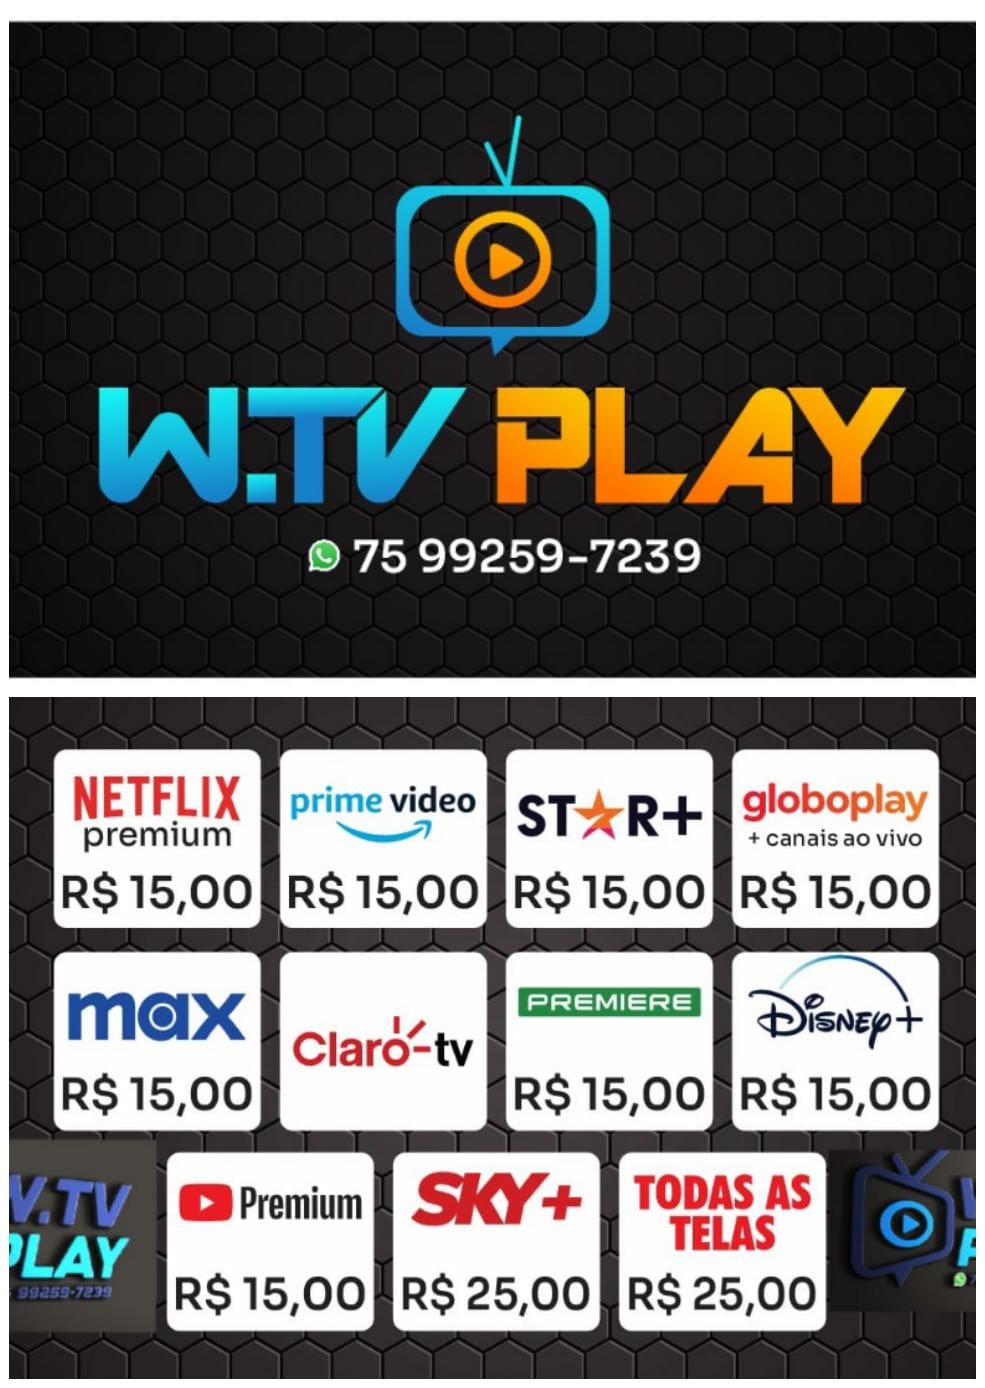 W.TV PLAY
75 99259-7239
NETFLIX
premium
R$ 15,00
prime video
R$ 15,00
STAR+
R$ 15,00
globoplay
+ canais ao vivo
R$ 15,00
max
R$ 15,00
Claro-tv
PREMIERE
R$ 15,00
Disney+
R$ 15,00
W.TV
PLAY
99259-7239
Premium
R$ 15,00
SKY+
R$ 25,00
TODAS AS
TELAS
R$ 25,00